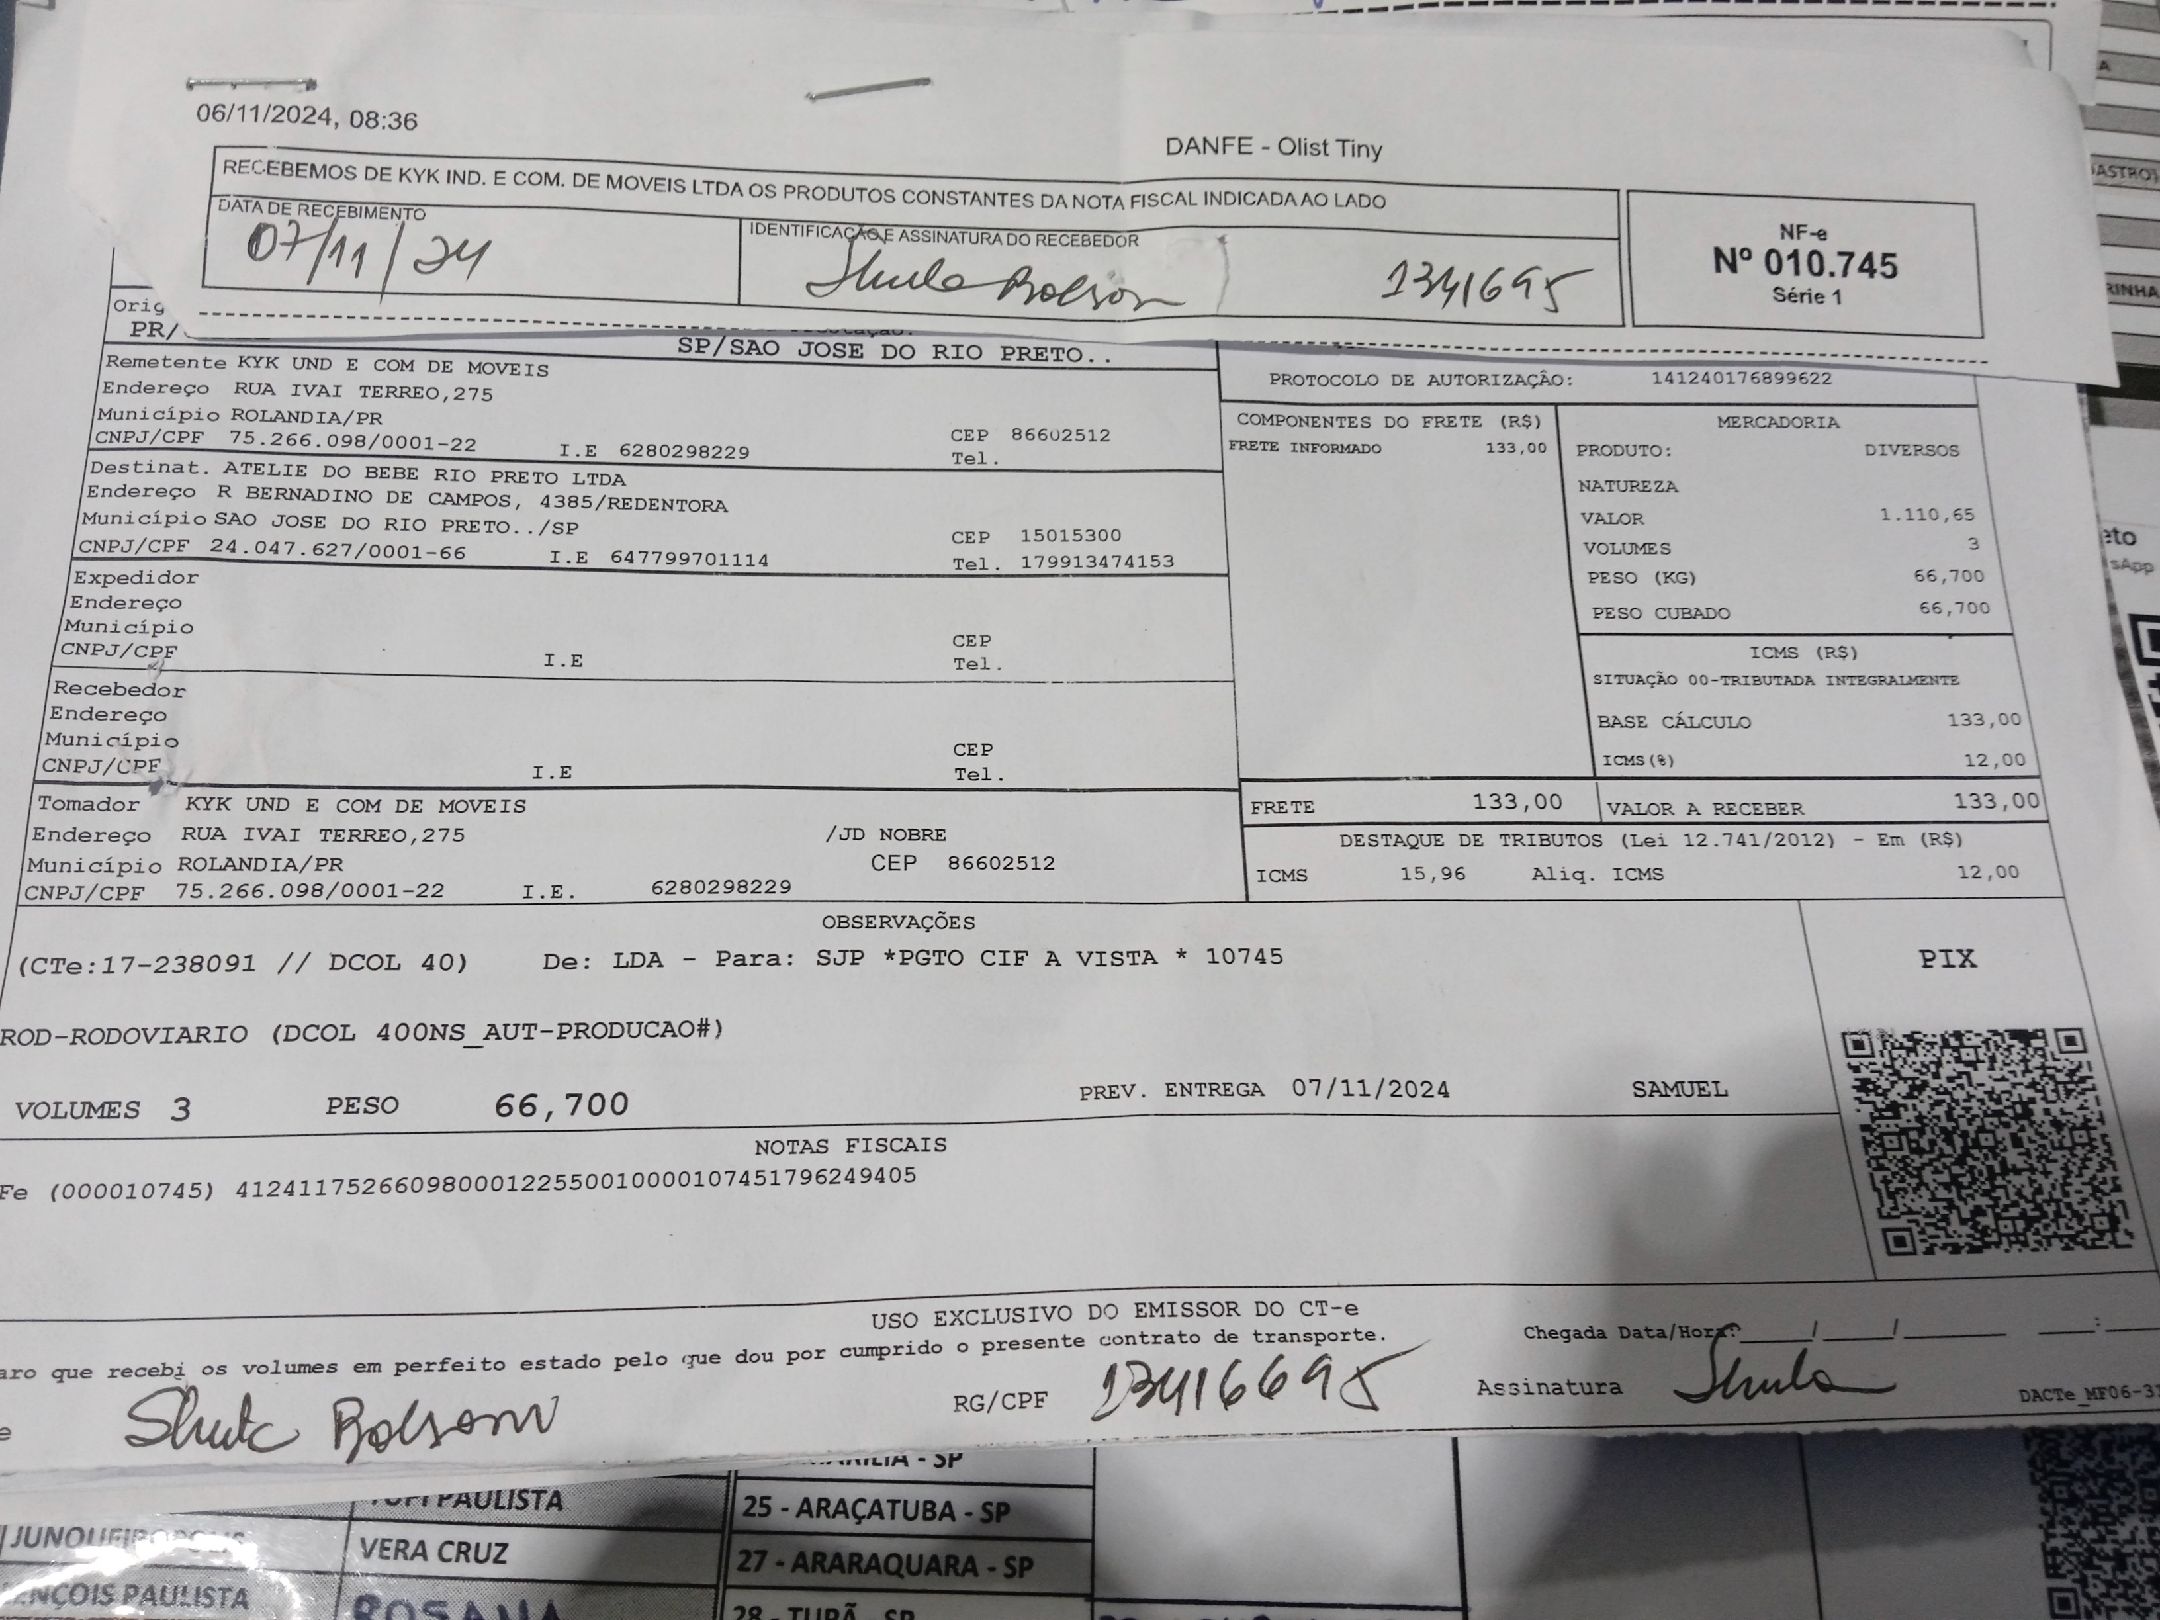 06/11/2024, 08:36
DANFE - Olist Tiny
RECEBEMOS DE KYK IND. E COM. DE MOVEIS LTDA OS PRODUTOS CONSTANTES DA NOTA FISCAL INDICADA AO LADO
DATA DE RECEBIMENTO
07/11/24
IDENTIFICAÇÃO E ASSINATURA DO RECEBEDOR
1341695
NF-e
Nº 010.745
Série 1
Orig
PR/
SP/SAO JOSE DO RIO PRETO..
Remetente KYK UND E COM DE MOVEIS
Endereço RUA IVAI TERREO,275
Município ROLANDIA/PR
CNPJ/CPF 75.266.098/0001-22 I.E 6280298229 CEP 86602512
Tel.
Destinat. ATELIE DO BEBE RIO PRETO LTDA
Endereço R BERNADINO DE CAMPOS, 4385/REDENTORA
Município SAO JOSE DO RIO PRETO../SP CEP 15015300
CNPJ/CPF 24.047.627/0001-66 I.E 647799701114 Tel. 179913474153
Expedidor
Endereço
Município CEP
CNPJ/CPF I.E Tel.
Recebedor
Endereço
Município CEP
CNPJ/CPF I.E Tel.
Tomador KYK UND E COM DE MOVEIS
Endereço RUA IVAI TERREO,275 /JD NOBRE
Município ROLANDIA/PR CEP 86602512
CNPJ/CPF 75.266.098/0001-22 I.E. 6280298229
PROTOCOLO DE AUTORIZAÇÃO: 141240176899622
COMPONENTES DO FRETE (R$)
FRETE INFORMADO 133,00
MERCADORIA
PRODUTO: DIVERSOS
NATUREZA
VALOR 1.110,65
VOLUMES 3
PESO (KG) 66,700
PESO CUBADO 66,700
ICMS (R$)
SITUAÇÃO 00-TRIBUTADA INTEGRALMENTE
BASE CÁLCULO 133,00
ICMS(%) 12,00
FRETE 133,00 VALOR A RECEBER 133,00
DESTAQUE DE TRIBUTOS (Lei 12.741/2012) - Em (R$)
ICMS 15,96 Aliq. ICMS 12,00
OBSERVAÇÕES
(CTe:17-238091 // DCOL 40) De: LDA - Para: SJP *PGTO CIF A VISTA * 10745
PIX
ROD-RODOVIARIO (DCOL 400NS_AUT-PRODUCAO#)
VOLUMES 3 PESO 66,700 PREV. ENTREGA 07/11/2024 SAMUEL
NOTAS FISCAIS
Fe (000010745) 41241175266098000122550010000107451796249405
USO EXCLUSIVO DO EMISSOR DO CT-e
aro que recebi os volumes em perfeito estado pelo que dou por cumprido o presente contrato de transporte.
Chegada Data/Hora: / / :
e RG/CPF 13416695 Assinatura
DACTe_MF06-31
PAULISTA
25 - ARAÇATUBA - SP
VERA CRUZ
27 - ARARAQUARA - SP
PAULISTA
ROSANA
28 - TUPÃ - SP